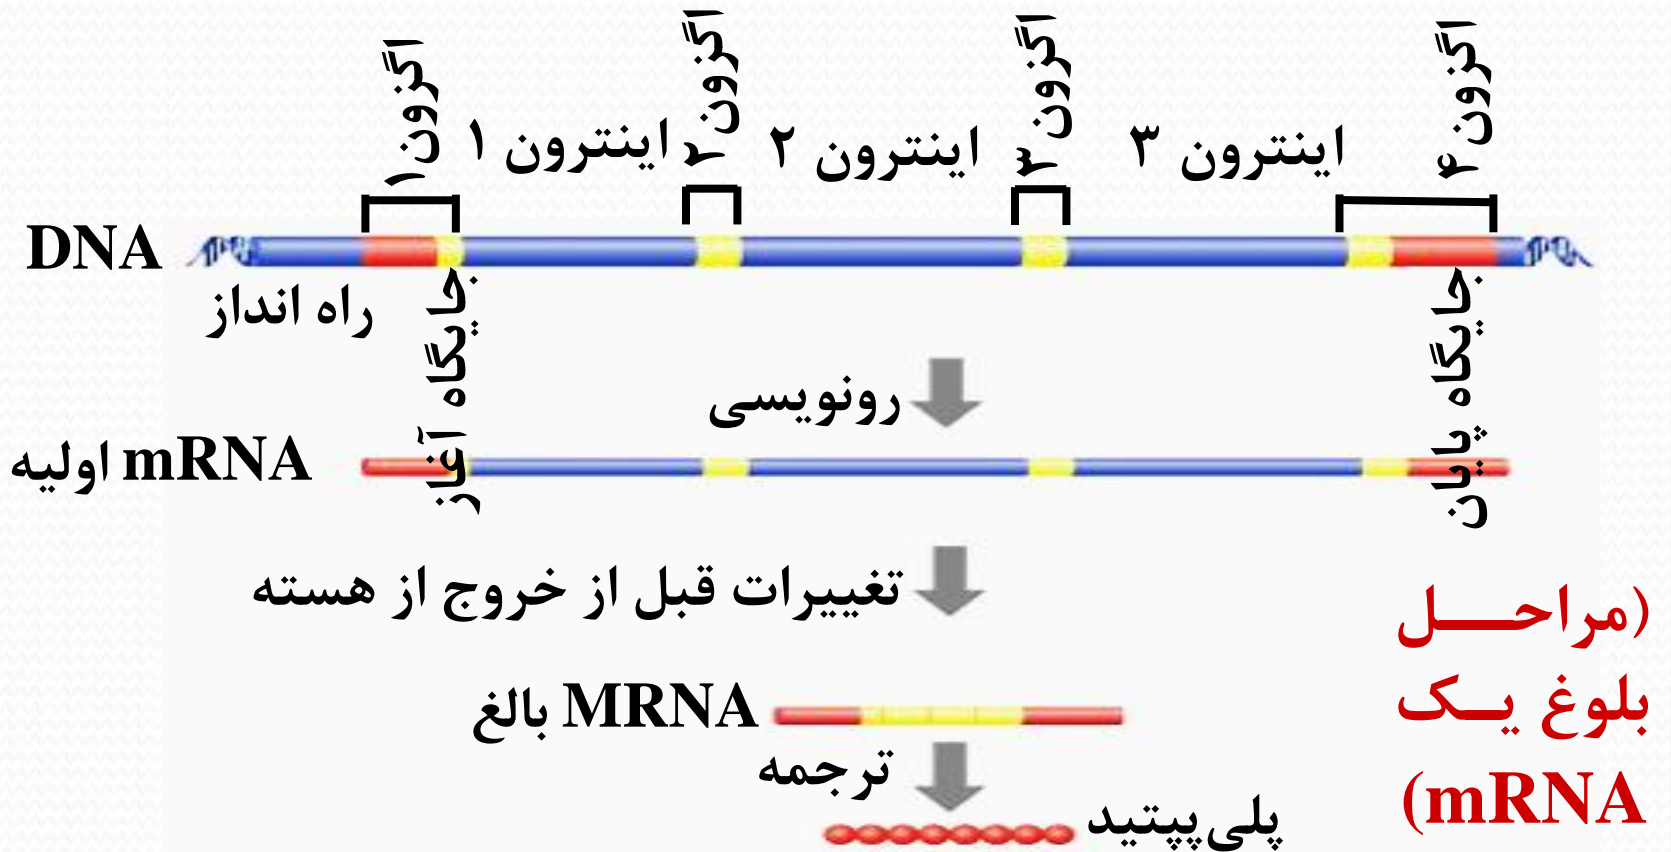 اگزون ۱
اینترون ۱
اگزون ۲
اینترون ۲
اگزون ۳
اینترون ۳
اگزون ۴
DNA
راه انداز
جایگاه آغاز
جایگاه پایان
رونویسی
mRNA اولیه
تغییرات قبل از خروج از هسته
MRNA بالغ
ترجمه
پلی‌پپتید
(مراحل
بلوغ یک
mRNA)